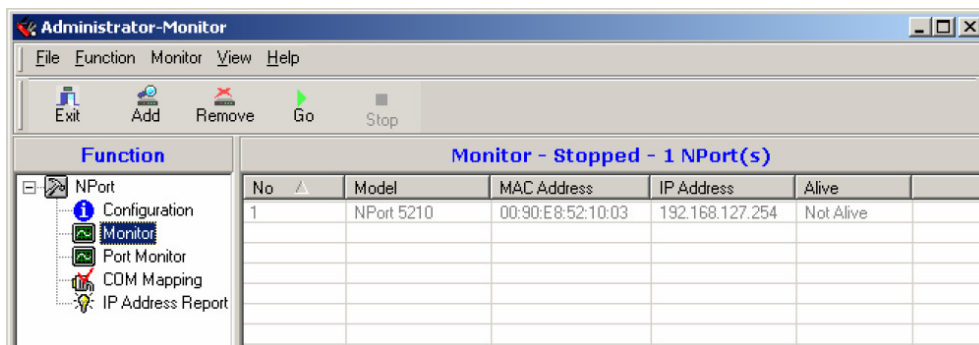 Administrator-Monitor
File Function Monitor View Help
Exit Add Remove Go Stop
Function
Monitor - Stopped - 1 NPort(s)
NPort
Configuration
Monitor
Port Monitor
COM Mapping
IP Address Report
No Model MAC Address IP Address Alive
1 NPort 5210 00:90:E8:52:10:03 192.168.127.254 Not Alive